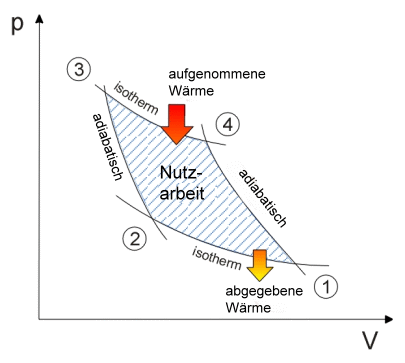 p
aufgenommene
Wärme
③
isotherm
④
adiabatisch
Nutz-
arbeit
adiabatisch
②
isotherm
①
abgegebene
Wärme
V